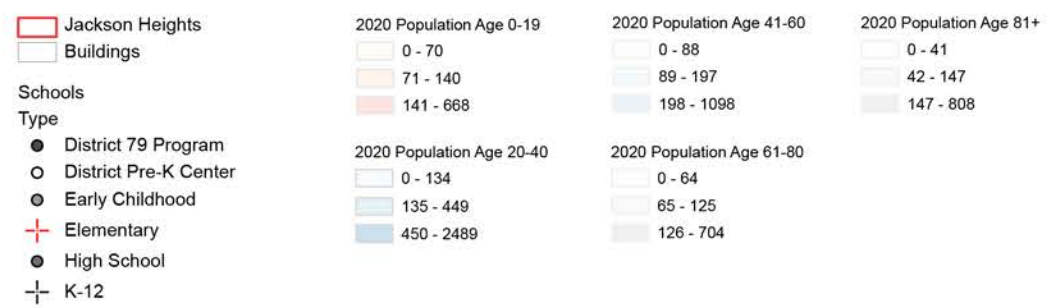 Jackson Heights
Buildings
Schools
Type
District 79 Program
District Pre-K Center
Early Childhood
Elementary
High School
K-12
2020 Population Age 0-19
0 - 70
71 - 140
141 - 668
2020 Population Age 20-40
0 - 134
135 - 449
450 - 2489
2020 Population Age 41-60
0 - 88
89 - 197
198 - 1098
2020 Population Age 61-80
0 - 64
65 - 125
126 - 704
2020 Population Age 81+
0 - 41
42 - 147
147 - 808